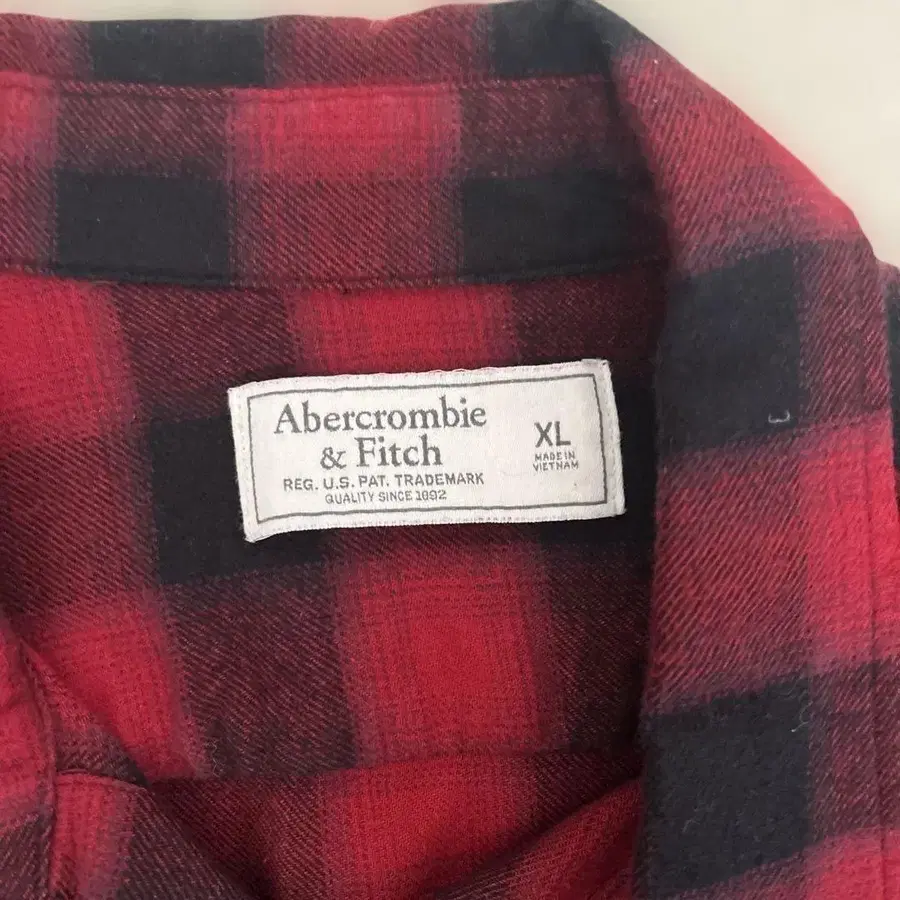 Abercrombie
& Fitch
REG. U.S. PAT. TRADEMARK
QUALITY SINCE 1892
XL
MADE IN
VIETNAM